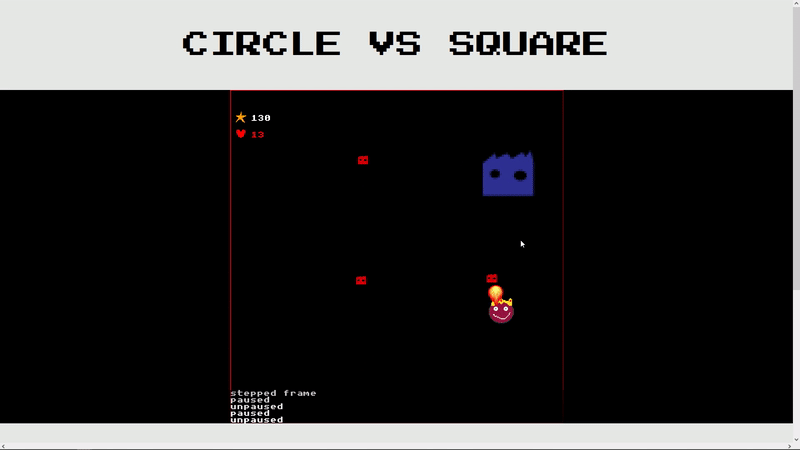 CIRCLE VS SQUARE
130
13
stepped frame
paused
unpaused
paused
unpaused